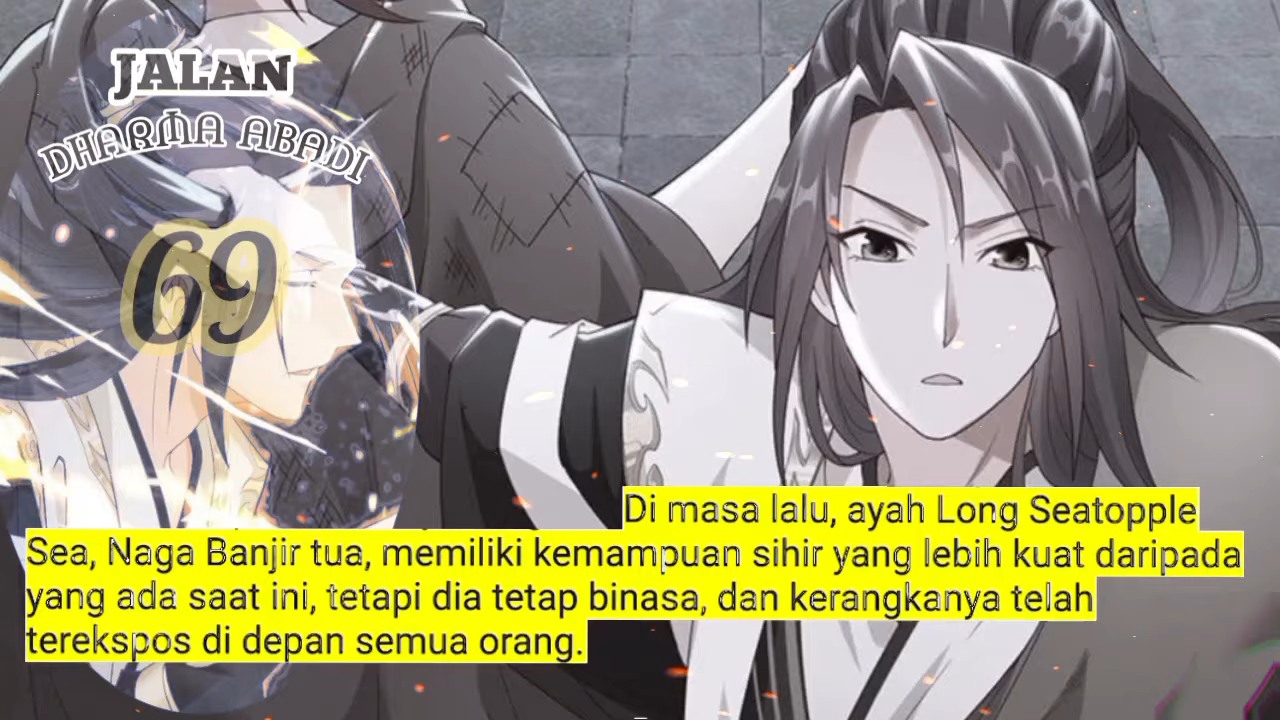 JALAN
DHARMA ABADI
69
Di masa lalu, ayah Long Seatopple
Sea, Naga Banjir tua, memiliki kemampuan sihir yang lebih kuat daripada
yang ada saat ini, tetapi dia tetap binasa, dan kerangkanya telah
terekspos di depan semua orang.